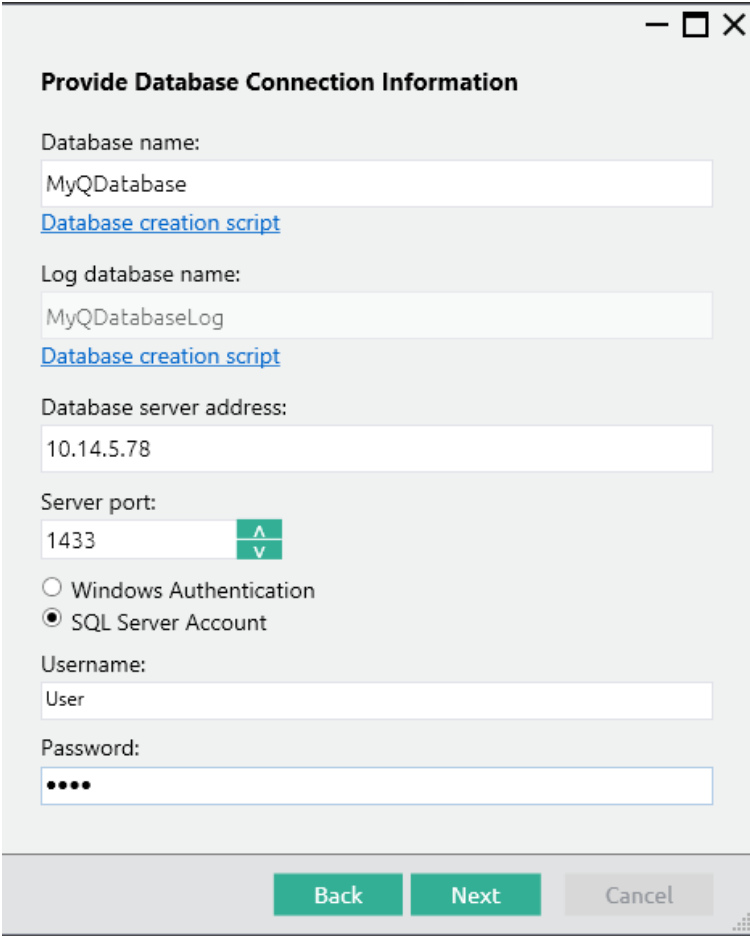 Provide Database Connection Information
Database name:
MyQDatabase
Database creation script
Log database name:
MyQDatabaseLog
Database creation script
Database server address:
10.14.5.78
Server port:
1433
Windows Authentication
SQL Server Account
Username:
User
Password:
••••
Back Next Cancel